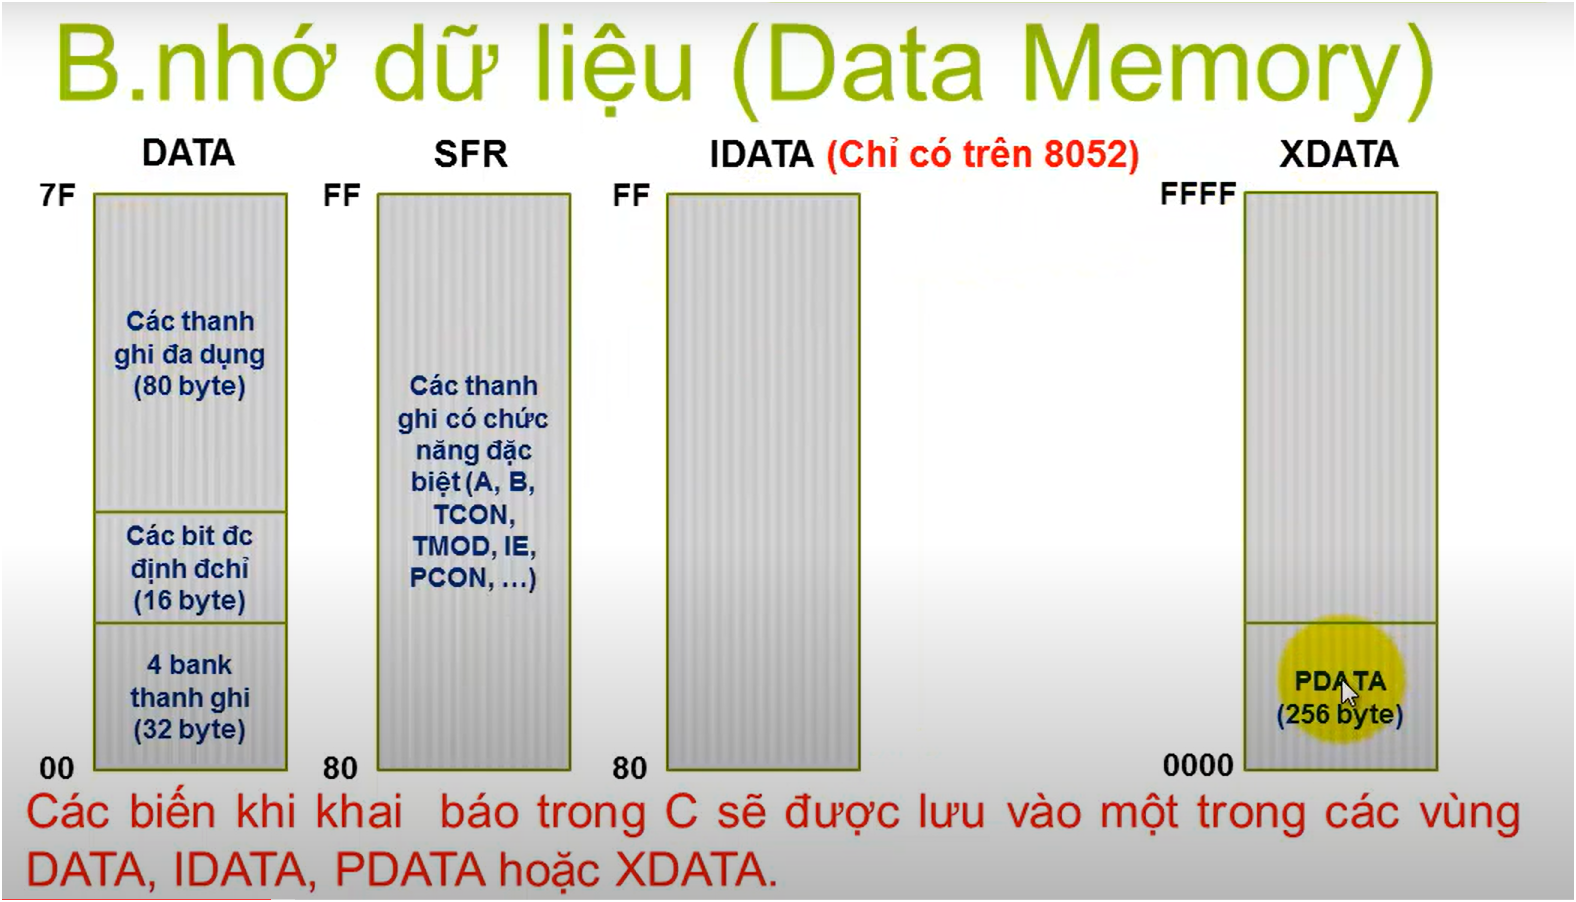 B.nhớ dữ liệu (Data Memory)
DATA
SFR
IDATA (Chỉ có trên 8052)
XDATA
7F
FF
FF
FFFF
Các thanh
ghi đa dụng
(80 byte)
Các bit đc
định đchỉ
(16 byte)
4 bank
thanh ghi
(32 byte)
Các thanh
ghi có chức
năng đặc
biệt (A, B,
TCON,
TMOD, IE,
PCON, ...)
PDATA
(256 byte)
00
80
80
0000
Các biến khi khai báo trong C sẽ được lưu vào một trong các vùng
DATA, IDATA, PDATA hoặc XDATA.